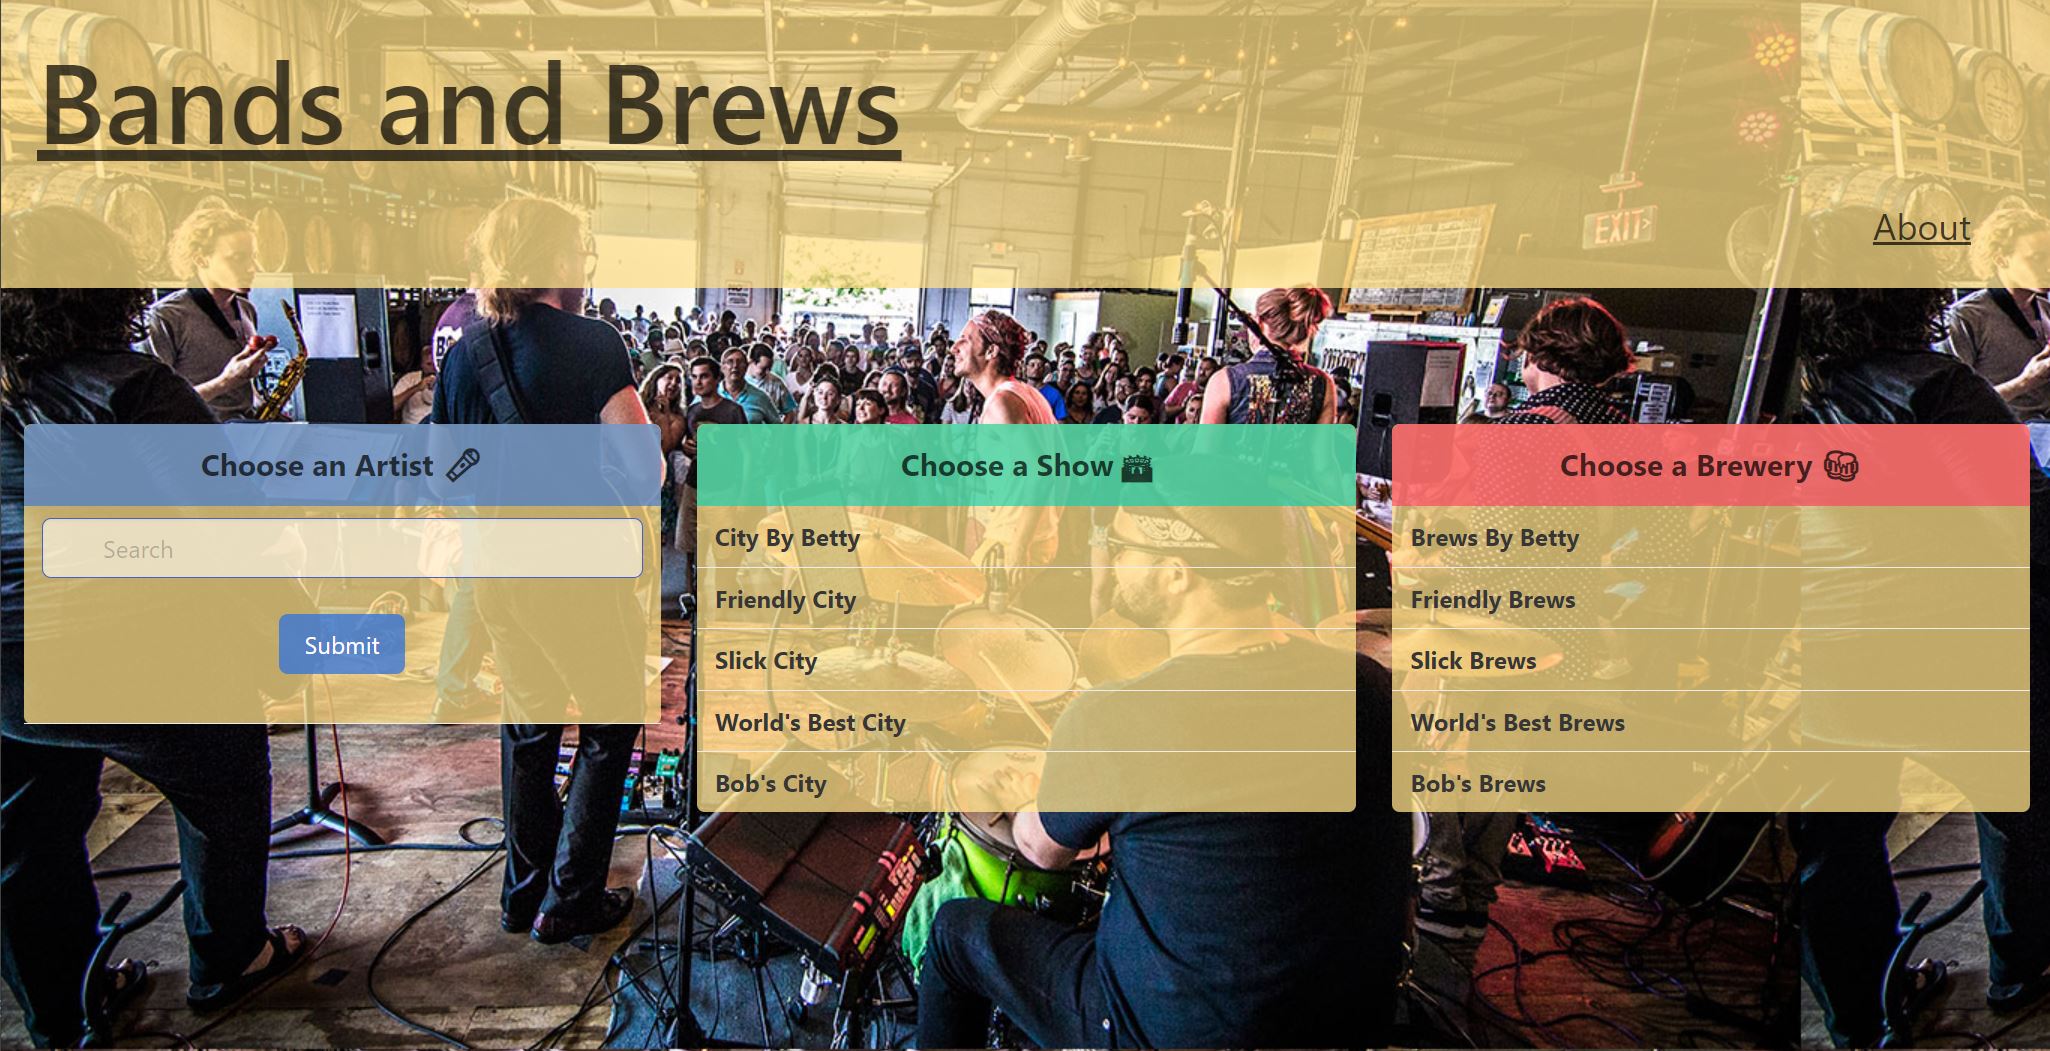 Bands and Brews
About
EXIT
Choose an Artist
Search
Submit
Choose a Show
City By Betty
Friendly City
Slick City
World's Best City
Bob's City
Choose a Brewery
Brews By Betty
Friendly Brews
Slick Brews
World's Best Brews
Bob's Brews